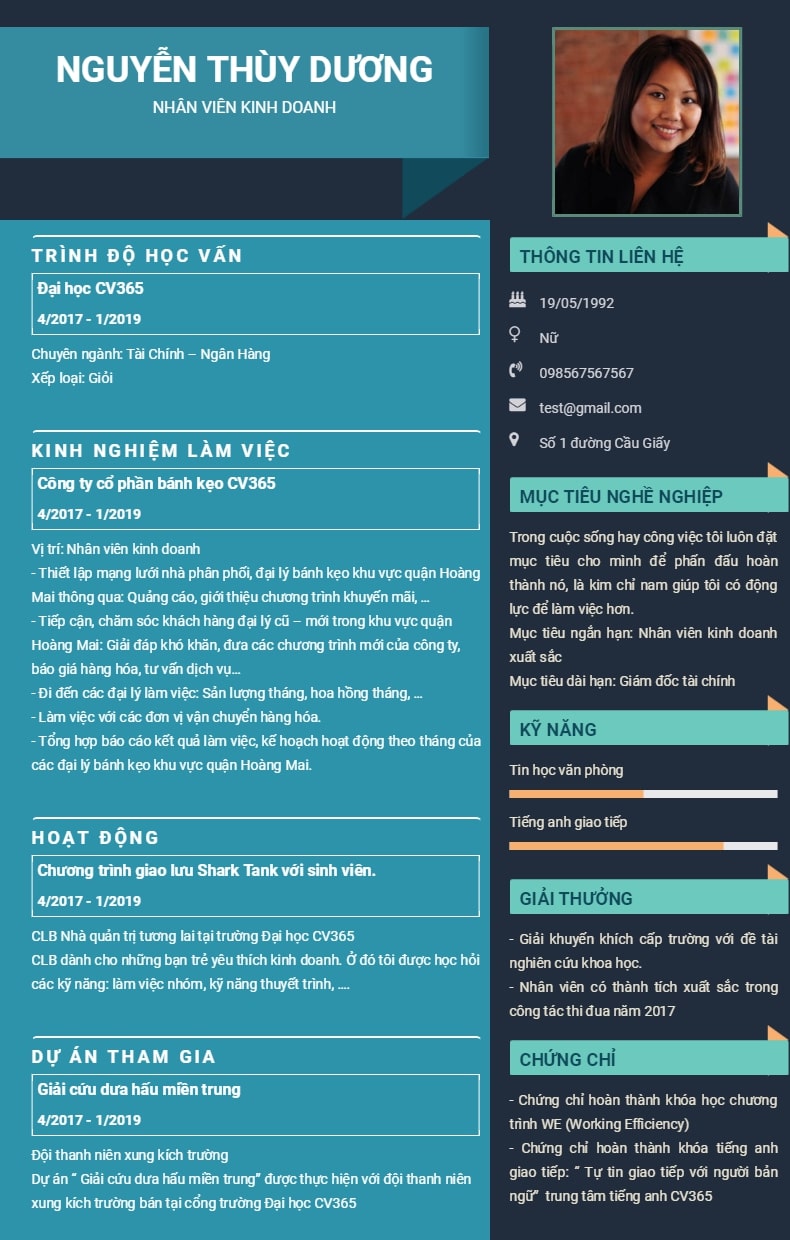 NGUYỄN THÙY DƯƠNG
NHÂN VIÊN KINH DOANH
TRÌNH ĐỘ HỌC VẤN
Đại học CV365
4/2017 - 1/2019
Chuyên ngành: Tài Chính – Ngân Hàng
Xếp loại: Giỏi
KINH NGHIỆM LÀM VIỆC
Công ty cổ phần bánh kẹo CV365
4/2017 - 1/2019
Vị trí: Nhân viên kinh doanh
- Thiết lập mạng lưới nhà phân phối, đại lý bánh kẹo khu vực quận Hoàng
Mai thông qua: Quảng cáo, giới thiệu chương trình khuyến mãi, ...
- Tiếp cận, chăm sóc khách hàng đại lý cũ – mới trong khu vực quận
Hoàng Mai: Giải đáp khó khăn, đưa các chương trình mới của công ty,
báo giá hàng hóa, tư vấn dịch vụ...
- Đi đến các đại lý làm việc: Sản lượng tháng, hoa hồng tháng, ...
- Làm việc với các đơn vị vận chuyển hàng hóa.
- Tổng hợp báo cáo kết quả làm việc, kế hoạch hoạt động theo tháng của
các đại lý bánh kẹo khu vực quận Hoàng Mai.
HOẠT ĐỘNG
Chương trình giao lưu Shark Tank với sinh viên.
4/2017 - 1/2019
CLB Nhà quản trị tương lai tại trường Đại học CV365
CLB dành cho những bạn trẻ yêu thích kinh doanh. Ở đó tôi được học hỏi
các kỹ năng: làm việc nhóm, kỹ năng thuyết trình, ....
DỰ ÁN THAM GIA
Giải cứu dưa hấu miền trung
4/2017 - 1/2019
Đội thanh niên xung kích trường
Dự án “ Giải cứu dưa hấu miền trung” được thực hiện với đội thanh niên
xung kích trường bán tại cổng trường Đại học CV365
THÔNG TIN LIÊN HỆ
19/05/1992
Nữ
098567567567
test@gmail.com
Số 1 đường Cầu Giấy
MỤC TIÊU NGHỀ NGHIỆP
Trong cuộc sống hay công việc tôi luôn đặt
mục tiêu cho mình để phấn đấu hoàn
thành nó, là kim chỉ nam giúp tôi có động
lực để làm việc hơn.
Mục tiêu ngắn hạn: Nhân viên kinh doanh
xuất sắc
Mục tiêu dài hạn: Giám đốc tài chính
KỸ NĂNG
Tin học văn phòng
Tiếng anh giao tiếp
GIẢI THƯỞNG
- Giải khuyến khích cấp trường với đề tài
nghiên cứu khoa học.
- Nhân viên có thành tích xuất sắc trong
công tác thi đua năm 2017
CHỨNG CHỈ
- Chứng chỉ hoàn thành khóa học chương
trình WE (Working Efficiency)
- Chứng chỉ hoàn thành khóa tiếng anh
giao tiếp: “ Tự tin giao tiếp với người bản
ngữ” trung tâm tiếng anh CV365